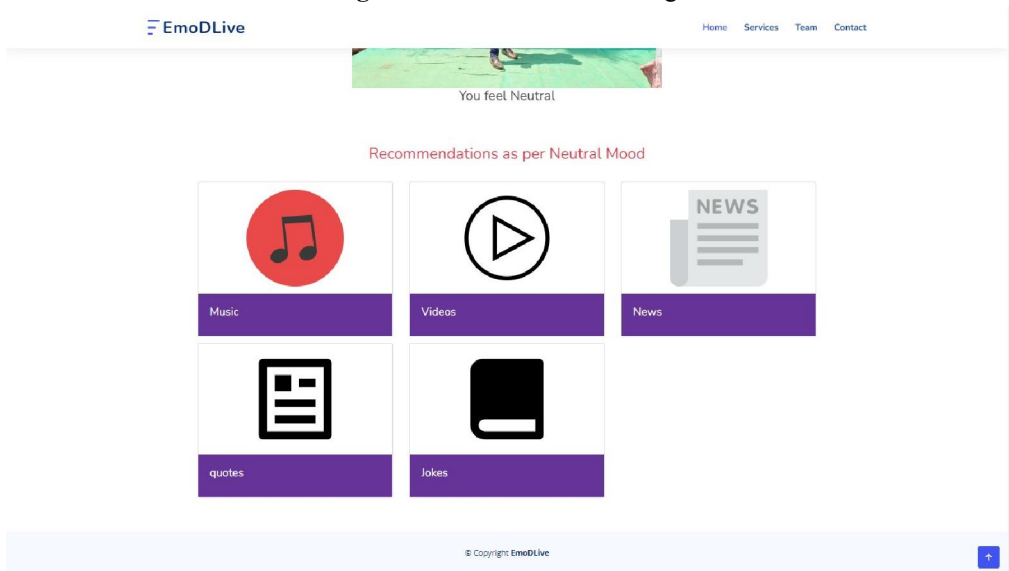 EmoDLive
Home Services Team Contact
You feel Neutral
Recommendations as per Neutral Mood
NEWS
Music
Videos
News
quotes
Jokes
© Copyright EmoDLive